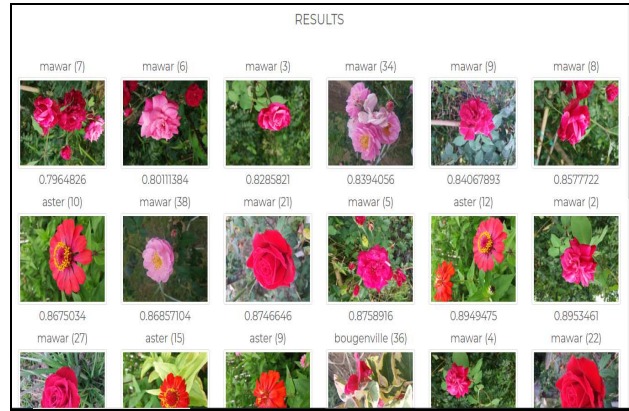 RESULTS
mawar (7) mawar (6) mawar (3) mawar (34) mawar (9) mawar (8)
0.7964826 0.80111384 0.8285821 0.8394056 0.84067893 0.8577722
aster (10) mawar (38) mawar (21) mawar (5) aster (12) mawar (2)
0.8675034 0.86857104 0.8746646 0.8758916 0.8949475 0.8953461
mawar (27) aster (15) aster (9) bougenville (36) mawar (4) mawar (22)